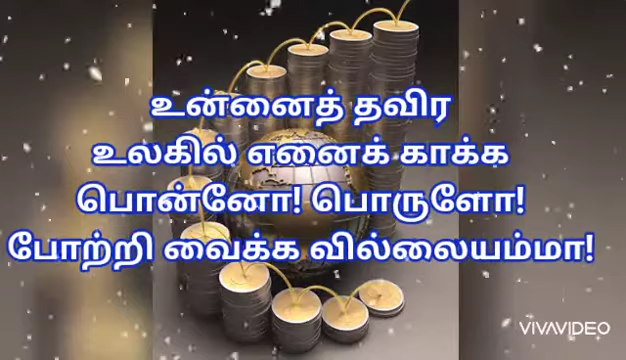 உன்னைத் தவிர
உலகில் எனைக் காக்க
பொன்னோ! பொருளோ!
போற்றி வைக்க வில்லையம்மா!
VIVAVIDEO